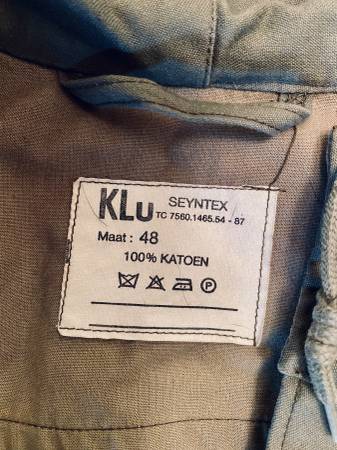 KLu SEYNTEX
TC 7560.1465.54 - 87
Maat : 48
100% KATOEN
P